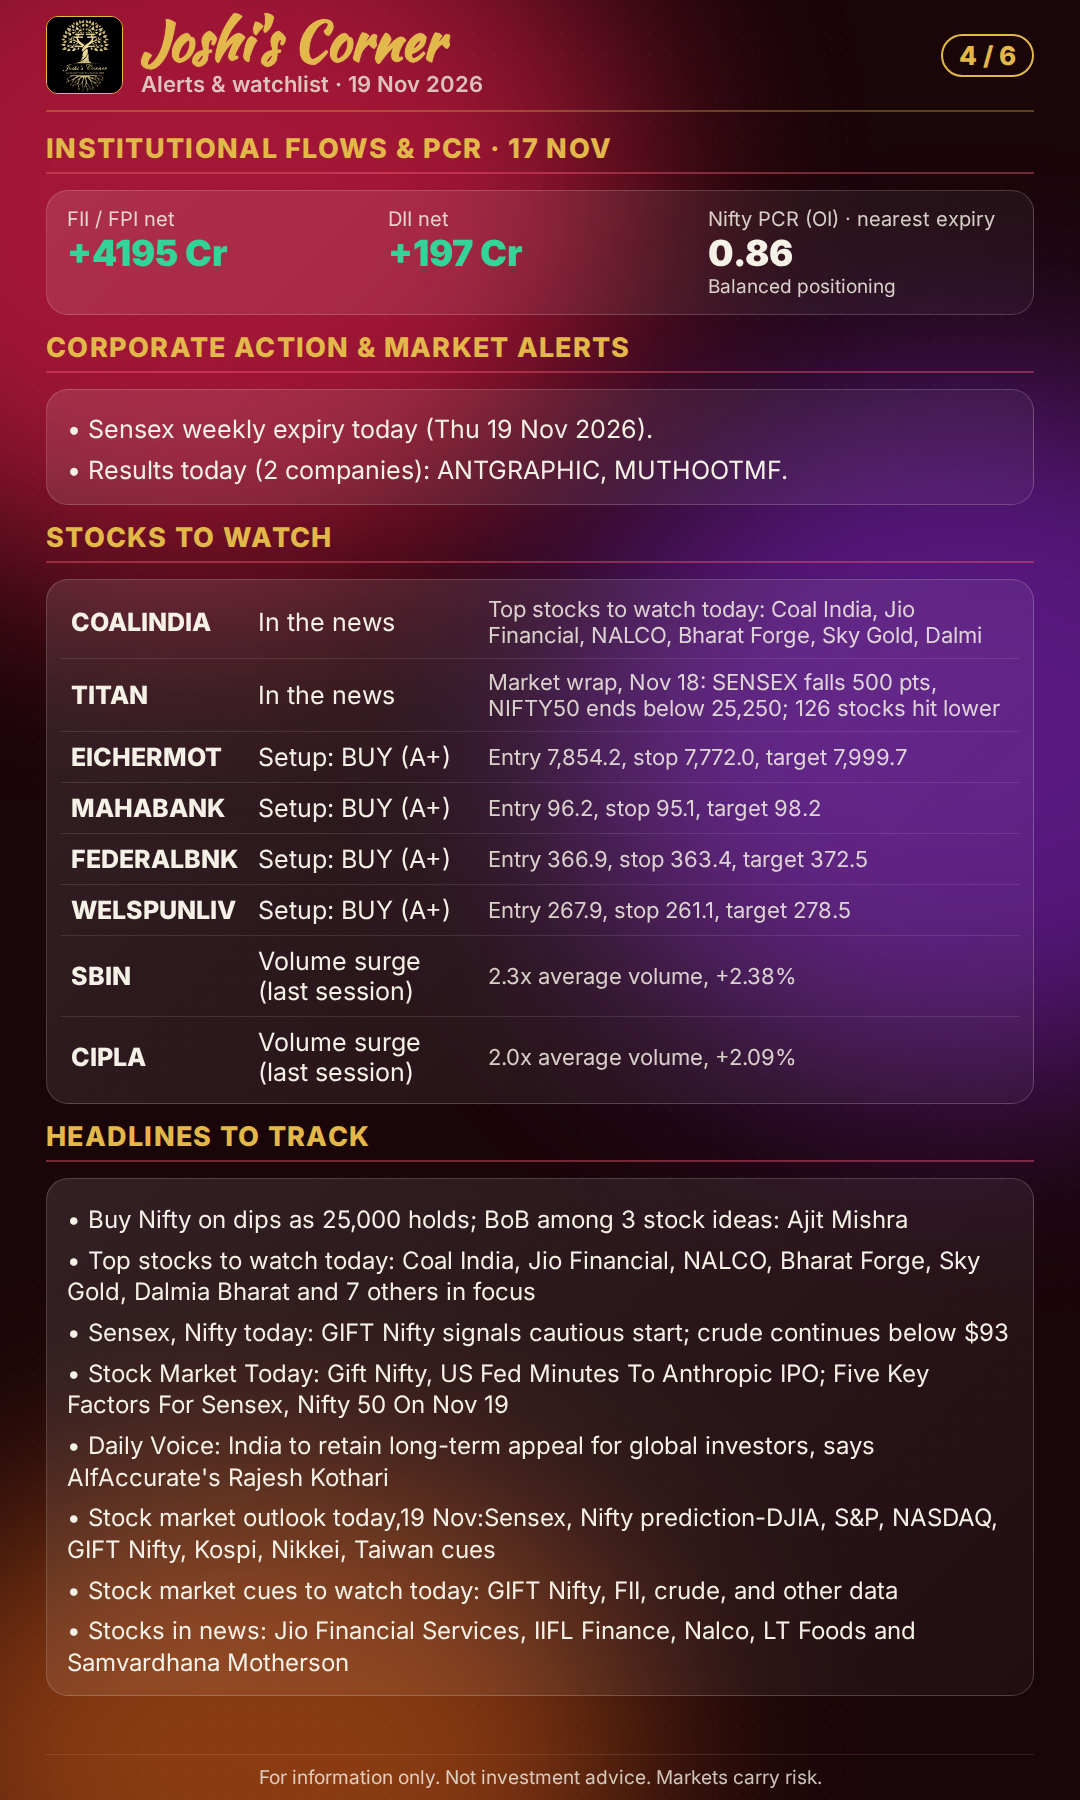 Joshi's Corner
Joshi's Corner
Alerts & watchlist · 19 Nov 2026
4 / 6
INSTITUTIONAL FLOWS & PCR · 17 NOV
FII / FPI net
+4195 Cr
DII net
+197 Cr
Nifty PCR (OI) · nearest expiry
0.86
Balanced positioning
CORPORATE ACTION & MARKET ALERTS
• Sensex weekly expiry today (Thu 19 Nov 2026).
• Results today (2 companies): ANTGRAPHIC, MUTHOOTMF.
STOCKS TO WATCH
COALINDIA In the news Top stocks to watch today: Coal India, Jio
Financial, NALCO, Bharat Forge, Sky Gold, Dalmi
TITAN In the news Market wrap, Nov 18: SENSEX falls 500 pts,
NIFTY50 ends below 25,250; 126 stocks hit lower
EICHERMOT Setup: BUY (A+) Entry 7,854.2, stop 7,772.0, target 7,999.7
MAHABANK Setup: BUY (A+) Entry 96.2, stop 95.1, target 98.2
FEDERALBNK Setup: BUY (A+) Entry 366.9, stop 363.4, target 372.5
WELSPUNLIV Setup: BUY (A+) Entry 267.9, stop 261.1, target 278.5
SBIN Volume surge
(last session) 2.3x average volume, +2.38%
CIPLA Volume surge
(last session) 2.0x average volume, +2.09%
HEADLINES TO TRACK
• Buy Nifty on dips as 25,000 holds; BoB among 3 stock ideas: Ajit Mishra
• Top stocks to watch today: Coal India, Jio Financial, NALCO, Bharat Forge, Sky
Gold, Dalmia Bharat and 7 others in focus
• Sensex, Nifty today: GIFT Nifty signals cautious start; crude continues below $93
• Stock Market Today: Gift Nifty, US Fed Minutes To Anthropic IPO; Five Key
Factors For Sensex, Nifty 50 On Nov 19
• Daily Voice: India to retain long-term appeal for global investors, says
AlfAccurate's Rajesh Kothari
• Stock market outlook today,19 Nov:Sensex, Nifty prediction-DJIA, S&P, NASDAQ,
GIFT Nifty, Kospi, Nikkei, Taiwan cues
• Stock market cues to watch today: GIFT Nifty, FII, crude, and other data
• Stocks in news: Jio Financial Services, IIFL Finance, Nalco, LT Foods and
Samvardhana Motherson
For information only. Not investment advice. Markets carry risk.